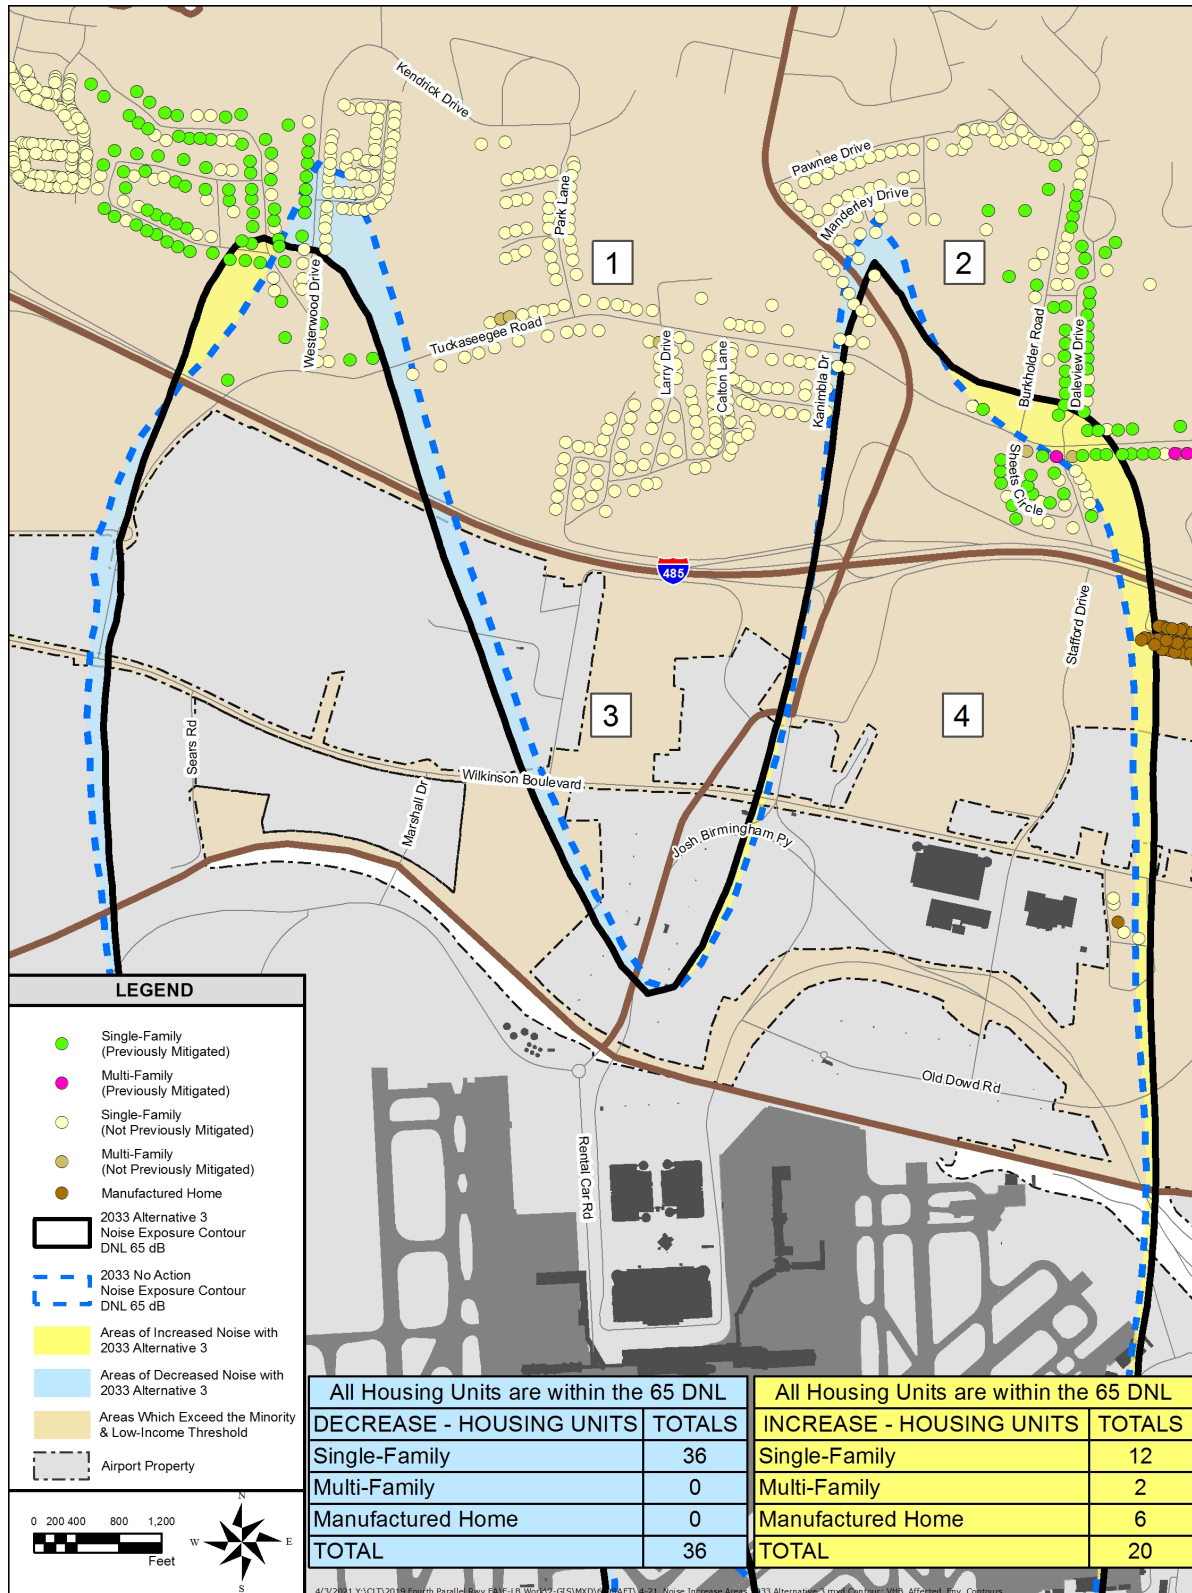 Kendrick Drive
Pawnee Drive
Park Lane
Manderley Drive
1
2
Westerwood Drive
Tuckaseegee Road
Larry Drive
Calton Lane
Kanimbla Dr
Burkholder Road
Daleview Drive
Sheets Circle
485
Stafford Drive
3
4
Sears Rd
Marshall Dr
Wilkinson Boulevard
Josh Birmingham Py
Old Dowd Rd
Rental Car Rd
LEGEND
Single-Family
(Previously Mitigated)
Multi-Family
(Previously Mitigated)
Single-Family
(Not Previously Mitigated)
Multi-Family
(Not Previously Mitigated)
Manufactured Home
2033 Alternative 3
Noise Exposure Contour
DNL 65 dB
2033 No Action
Noise Exposure Contour
DNL 65 dB
Areas of Increased Noise with
2033 Alternative 3
Areas of Decreased Noise with
2033 Alternative 3
Areas Which Exceed the Minority
& Low-Income Threshold
Airport Property
0 200 400 800 1,200
Feet
N
W E
S
All Housing Units are within the 65 DNL
DECREASE - HOUSING UNITS TOTALS
Single-Family 36
Multi-Family 0
Manufactured Home 0
TOTAL 36
All Housing Units are within the 65 DNL
INCREASE - HOUSING UNITS TOTALS
Single-Family 12
Multi-Family 2
Manufactured Home 6
TOTAL 20